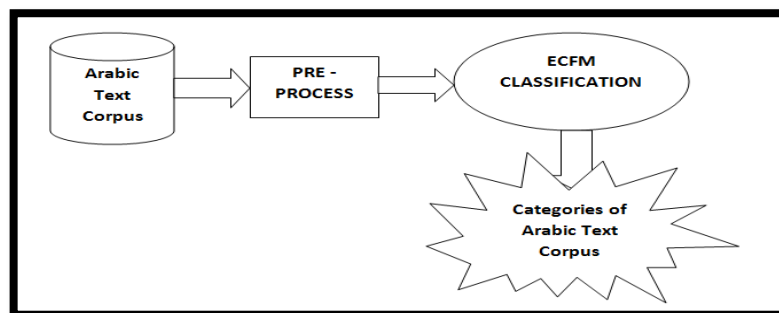 Arabic
Text
Corpus
PRE -
PROCESS
ECFM
CLASSIFICATION
Categories of
Arabic Text
Corpus